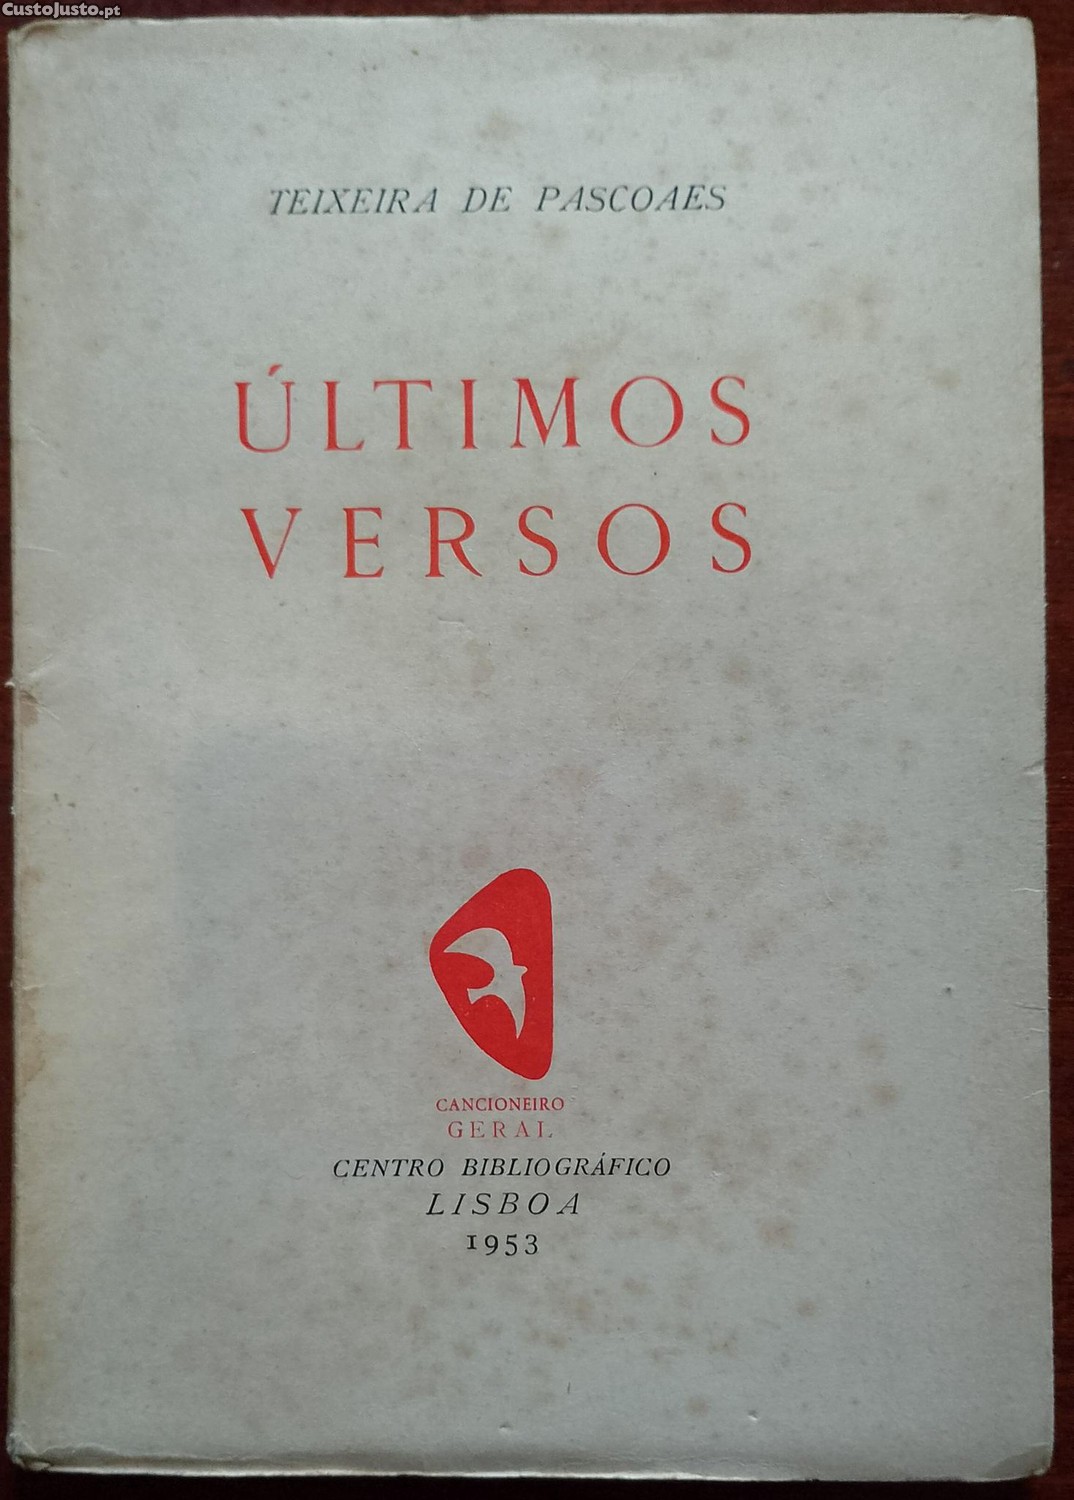 CustoJusto.pt
TEIXEIRA DE PASCOAES
ÚLTIMOS
VERSOS
CANCIONEIRO
GERAL
CENTRO BIBLIOGRÁFICO
LISBOA
1953